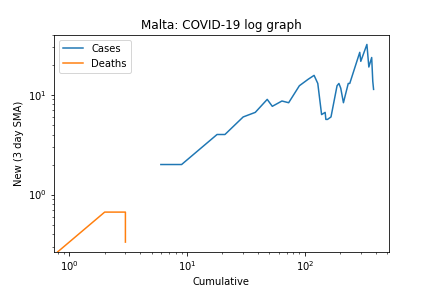 Malta: COVID-19 log graph
Cases
Deaths
New (3 day SMA)
10¹
10⁰
10⁰ 10¹ 10²
Cumulative